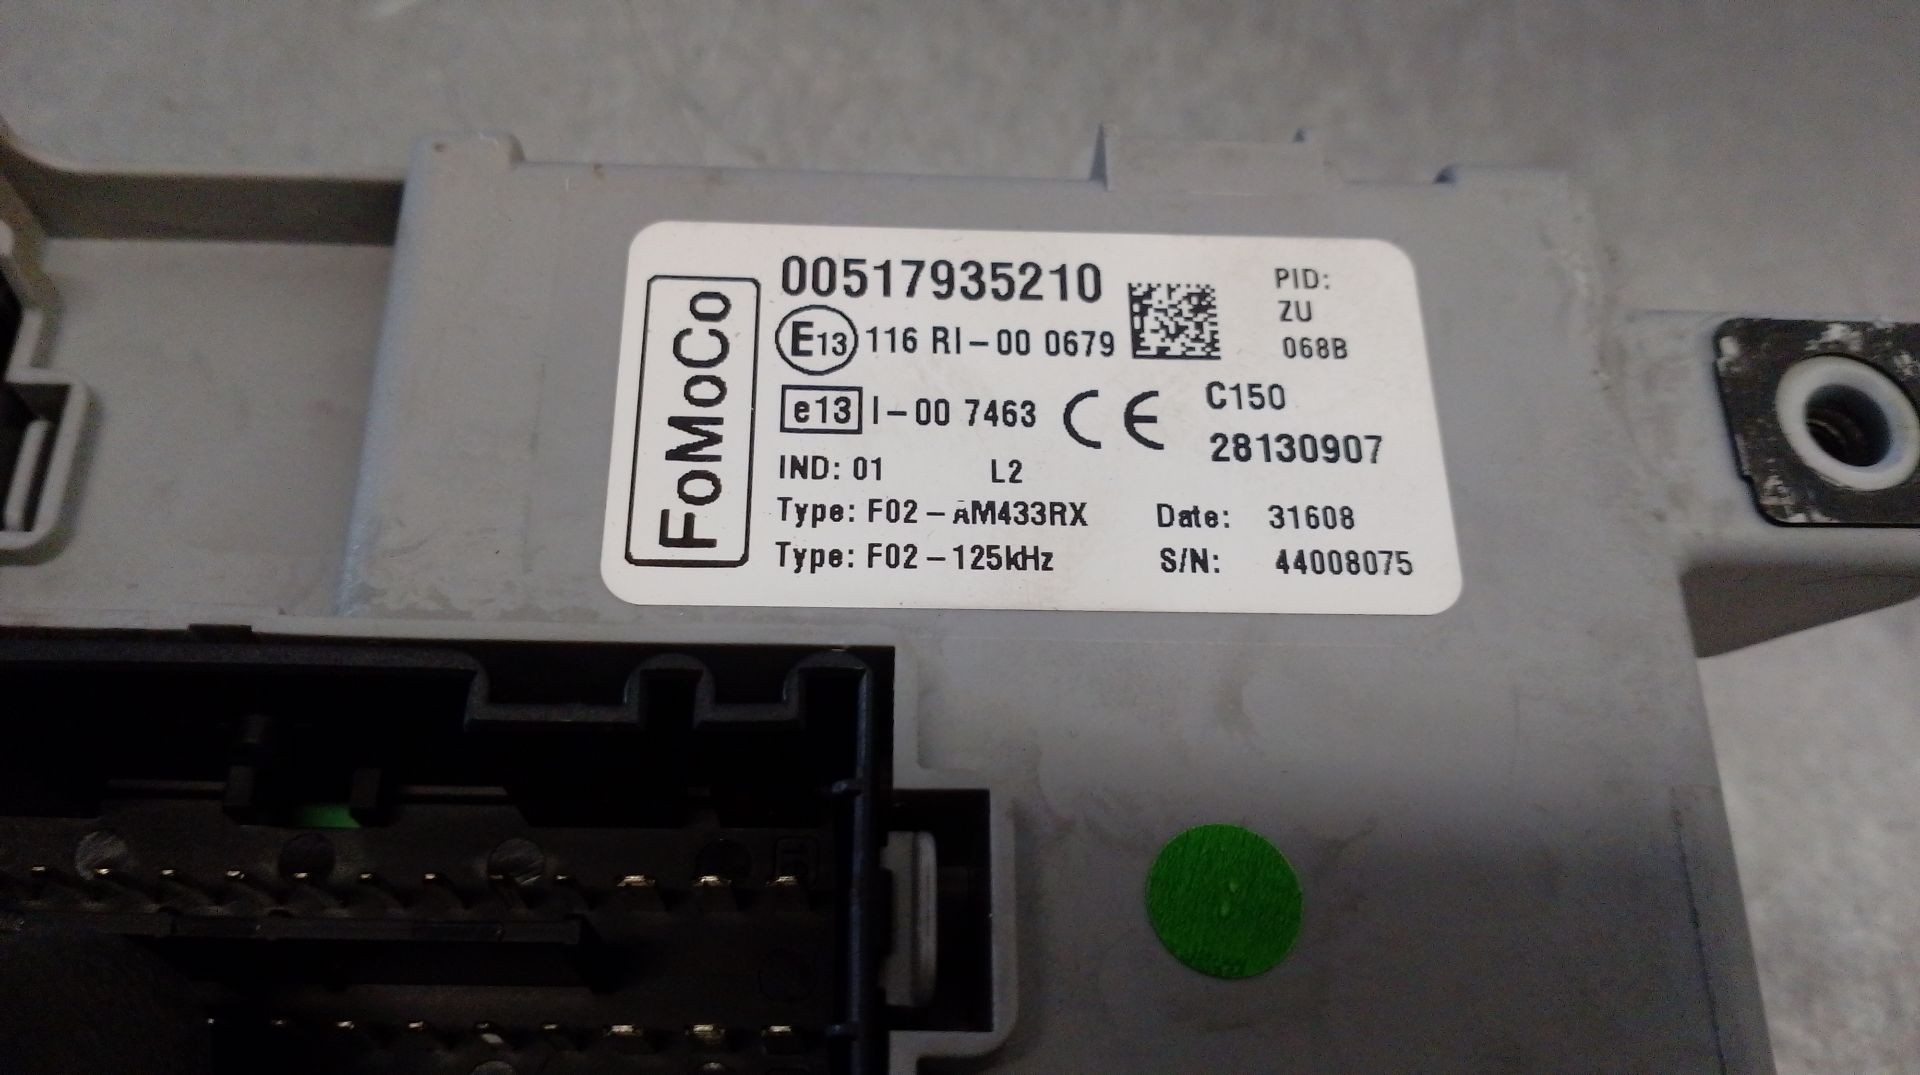 FoMoCo
00517935210
E13 116 RI-00 0679
e13 I-00 7463
CE
IND: 01 L2
Type: F02-AM433RX
Type: F02-125kHz
PID:
ZU
068B
C150
28130907
Date: 31608
S/N: 44008075